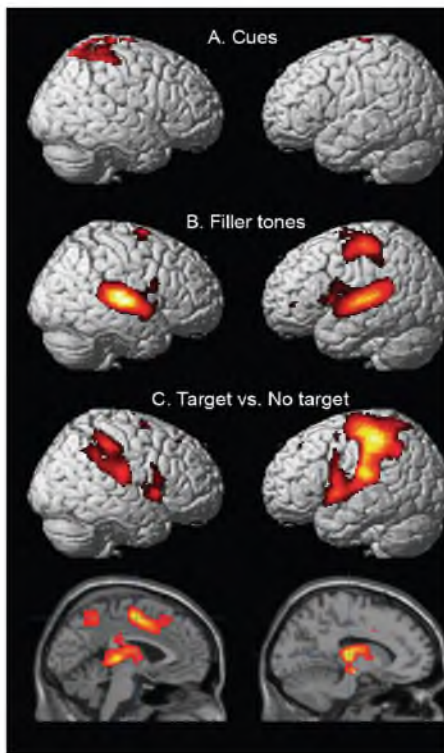 A. Cues
B. Filler tones
C. Target vs. No target